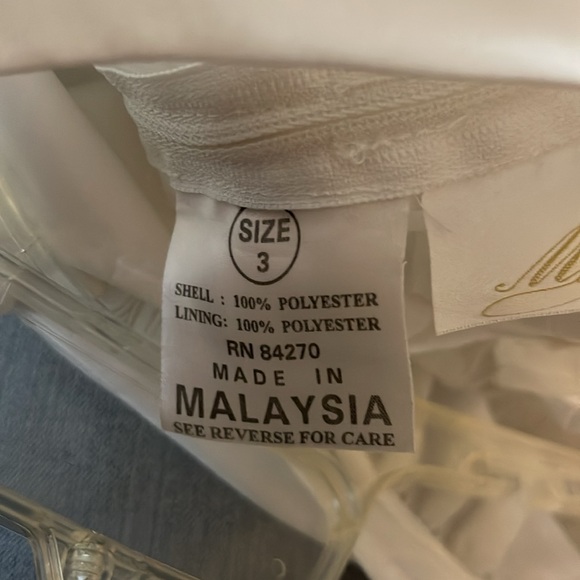 SIZE
3
SHELL : 100% POLYESTER
LINING: 100% POLYESTER
RN 84270
MADE IN
MALAYSIA
SEE REVERSE FOR CARE